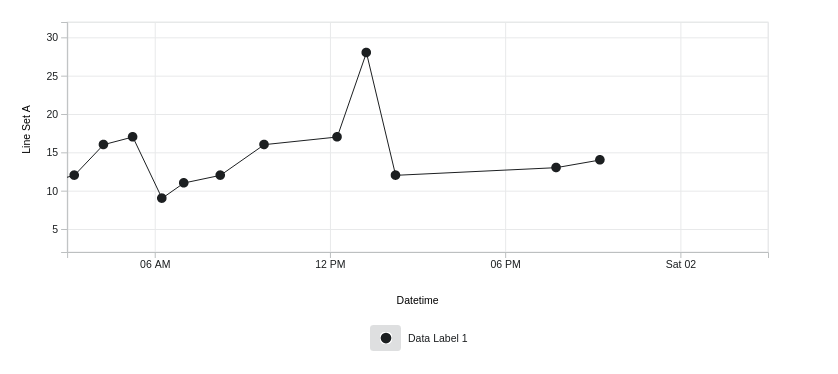 30
25
20
15
10
5
Line Set A
06 AM
12 PM
06 PM
Sat 02
Datetime
Data Label 1